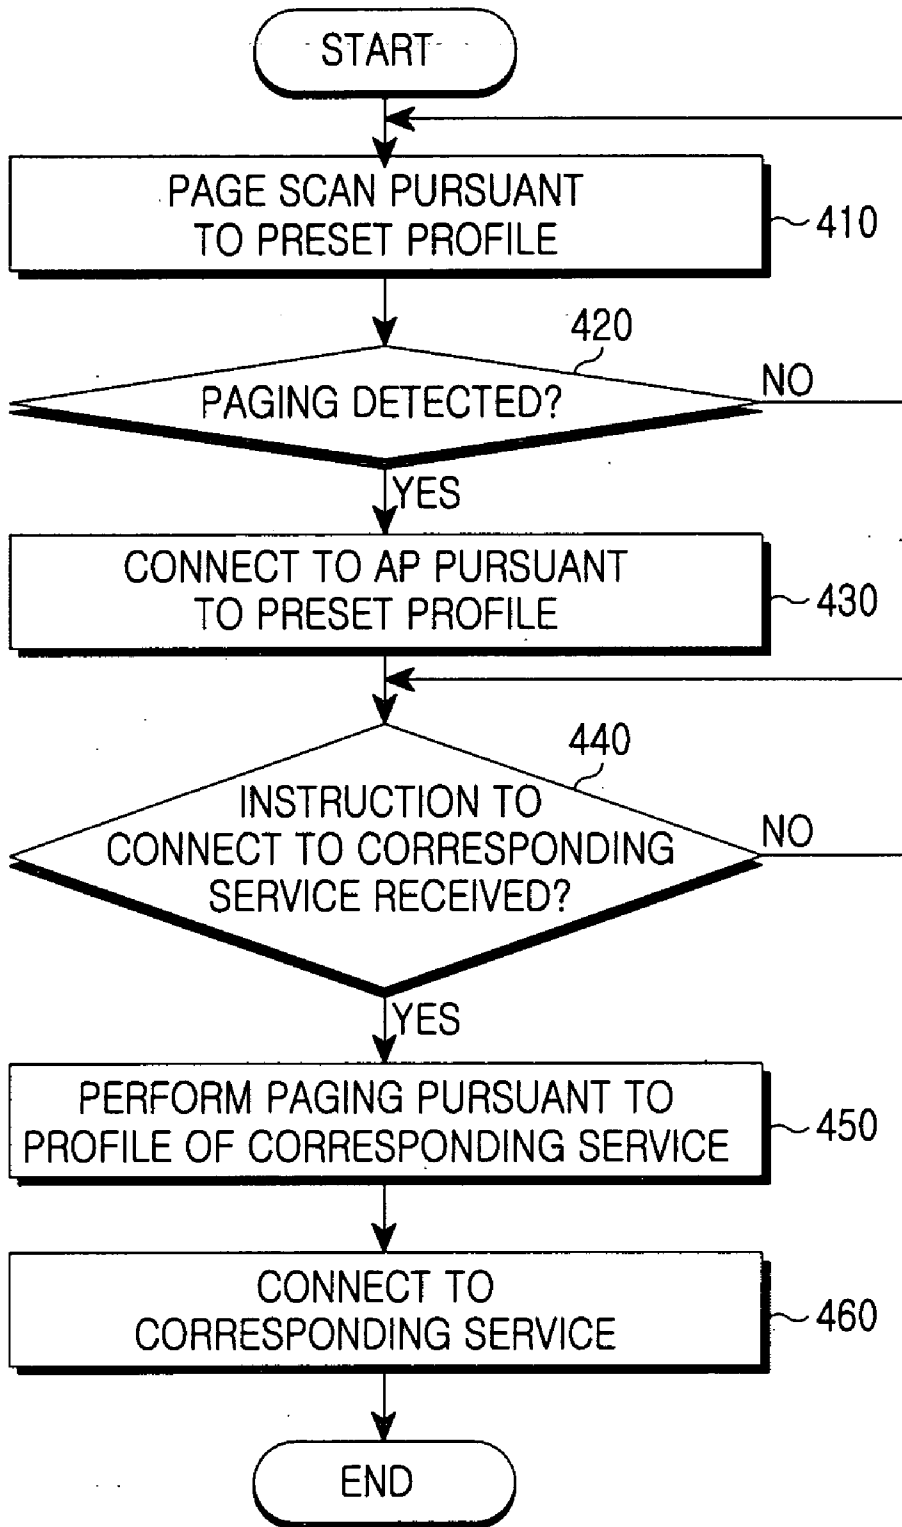 START
PAGE SCAN PURSUANT
TO PRESET PROFILE
410
420
PAGING DETECTED?
NO
YES
CONNECT TO AP PURSUANT
TO PRESET PROFILE
430
440
INSTRUCTION TO
CONNECT TO CORRESPONDING
SERVICE RECEIVED?
NO
YES
PERFORM PAGING PURSUANT TO
PROFILE OF CORRESPONDING SERVICE
450
CONNECT TO
CORRESPONDING SERVICE
460
END